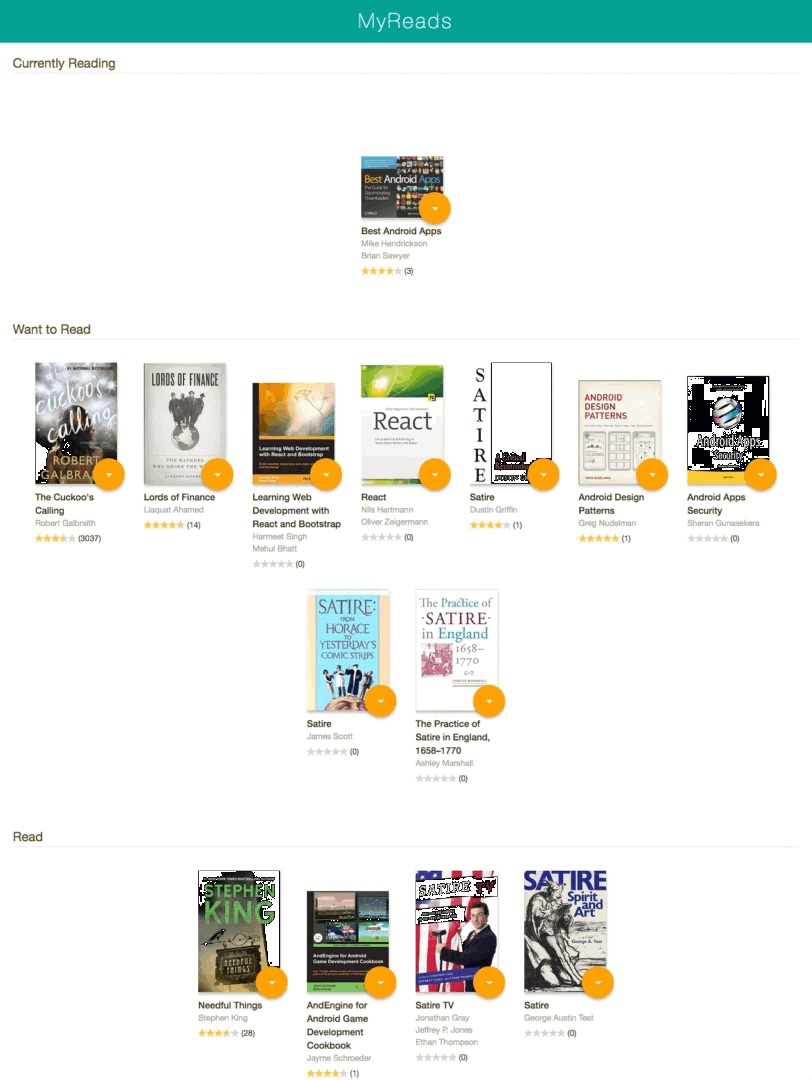 MyReads
Currently Reading
Best Android Apps
The Guide for
Discriminating
Downloaders
Best Android Apps
Mike Hendrickson
Brian Sawyer
(3)
Want to Read
cuckoo's
calling
ROBERT
GALBRA
The Cuckoo's
Calling
Robert Galbraith
(3037)
LORDS OF FINANCE
THE BANKERS
WHO BROKE THE W
Lords of Finance
Liaquat Ahamed
(14)
Learning Web Development
with React and Bootstrap
Learning Web
Development with
React and Bootstrap
Harmeet Singh
Mehul Bhatt
(0)
React
React
Nils Hartmann
Oliver Zeigermann
(0)
SATIRE
Satire
Dustin Griffin
(1)
ANDROID
DESIGN
PATTERNS
Android Design
Patterns
Greg Nudelman
(1)
Android Apps
Security
Android Apps
Security
Sheran Gunasekera
(0)
SATIRE:
FROM
HORACE
TO
YESTERDAY'S
COMIC STRIPS
Satire
James Scott
(0)
The Practice of
·SATIRE·
in England
1658–
1770
ASHLEY MARSHALL
The Practice of
Satire in England,
1658–1770
Ashley Marshall
(0)
Read
STEPHEN
KING
NEEDFUL
THINGS
Needful Things
Stephen King
(28)
AndEngine for Android
Game Development Cookbook
AndEngine for
Android Game
Development
Cookbook
Jayme Schroeder
(1)
SATIRE TV
Satire TV
Jonathan Gray
Jeffrey P. Jones
Ethan Thompson
(0)
SATIRE
Spirit
and
Art
George A. Test
Satire
George Austin Test
(0)